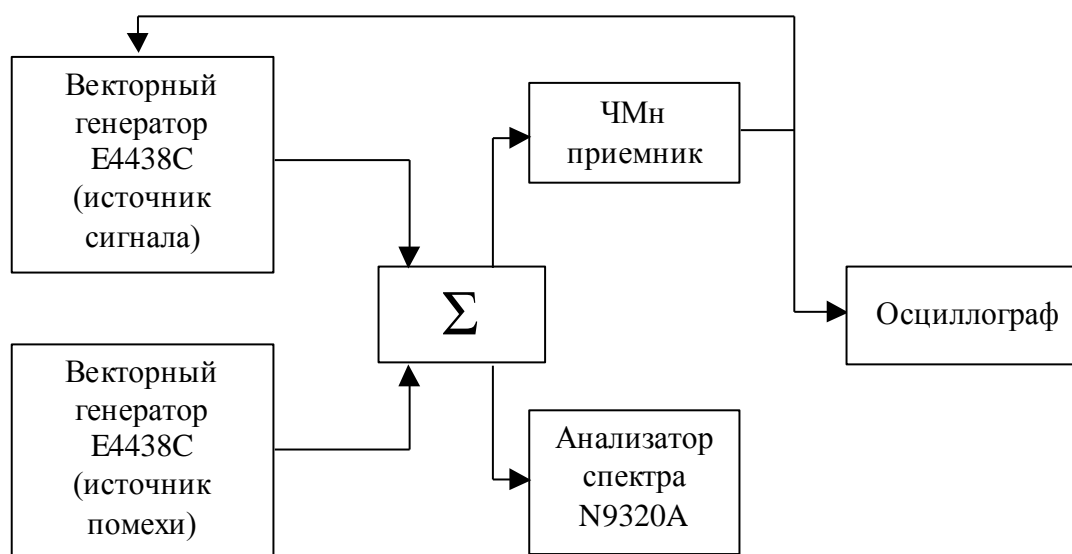 Векторный
генератор
E4438C
(источник
сигнала)
ЧМн
приемник
Σ
Осциллограф
Векторный
генератор
E4438C
(источник
помехи)
Анализатор
спектра
N9320A